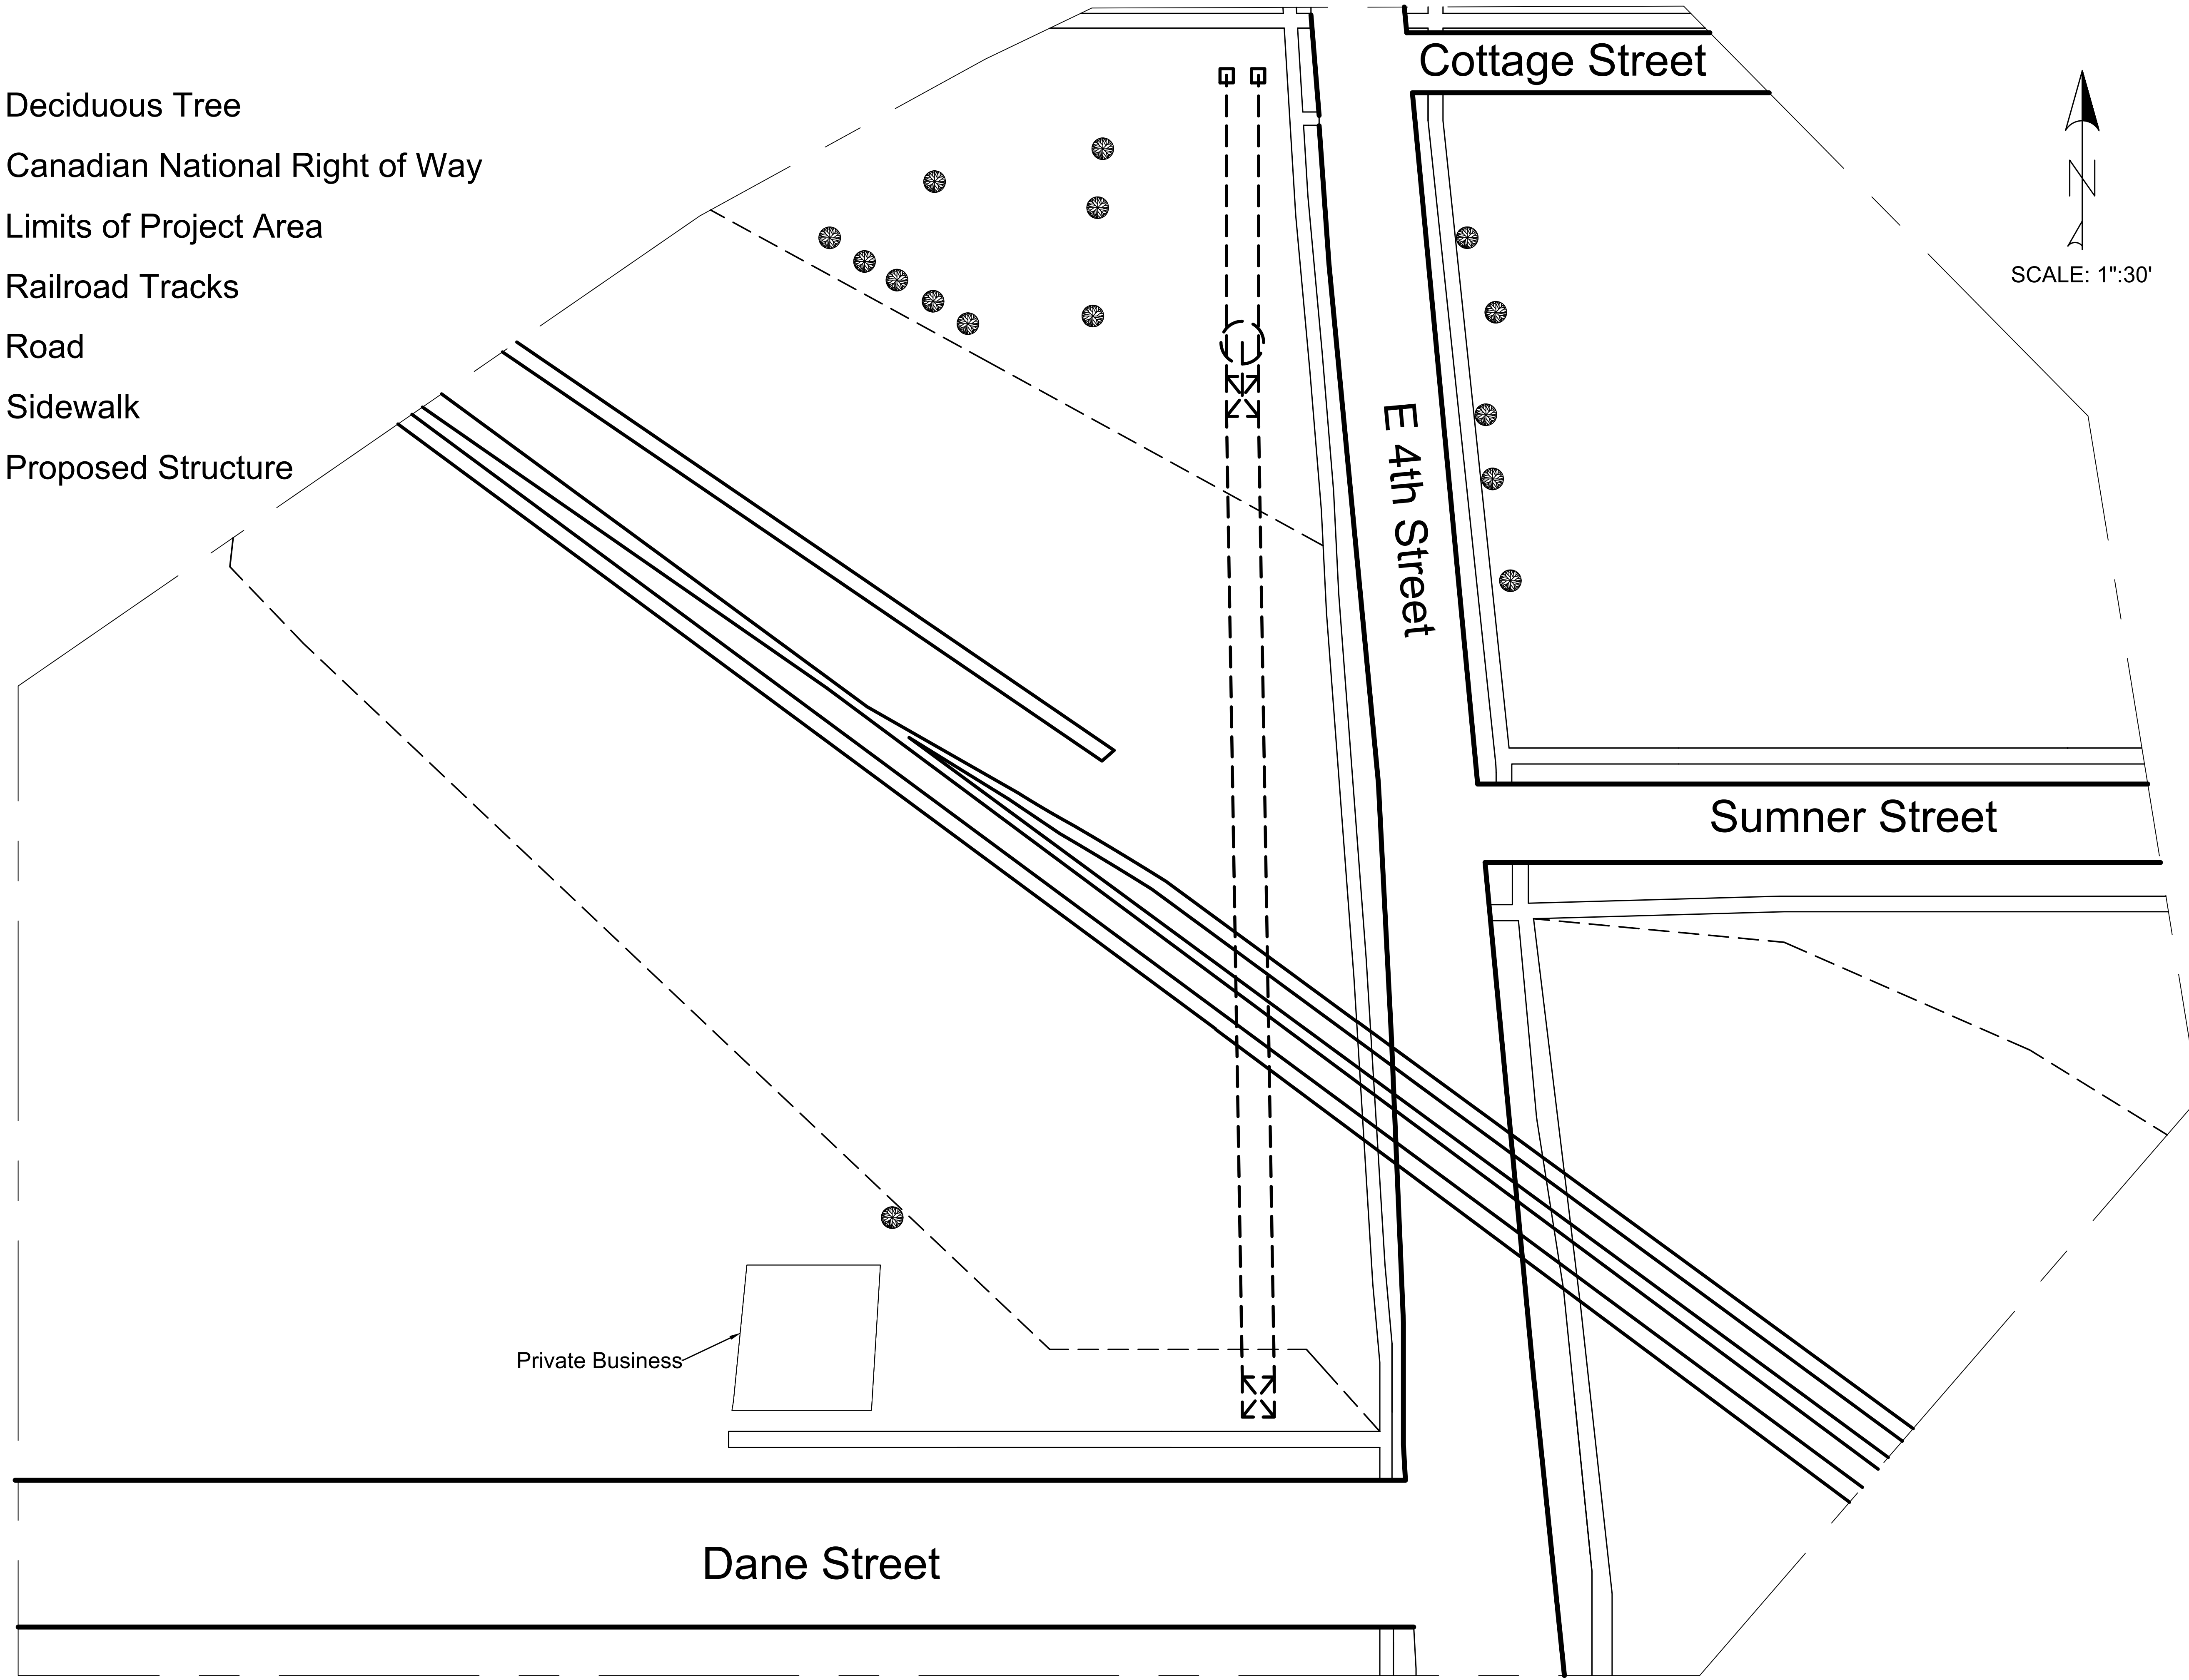 Deciduous Tree
Canadian National Right of Way
Limits of Project Area
Railroad Tracks
Road
Sidewalk
Proposed Structure
Cottage Street
N
SCALE: 1":30'
E 4th Street
Sumner Street
Private Business
Dane Street